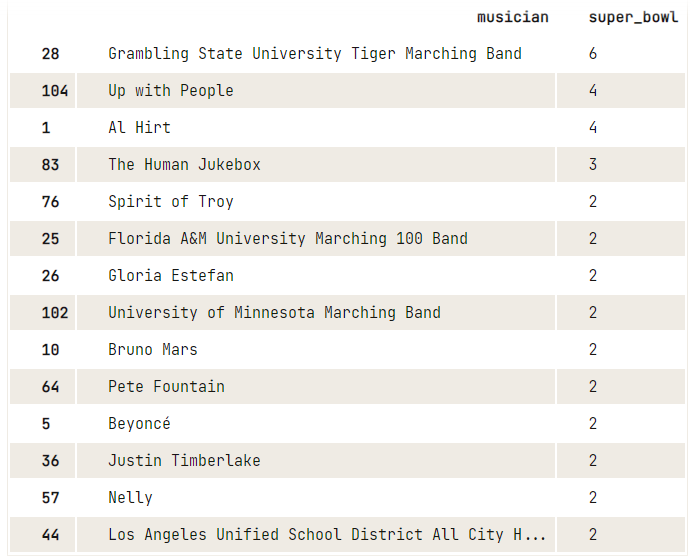 musician super_bowl
28 Grambling State University Tiger Marching Band 6
104 Up with People 4
1 Al Hirt 4
83 The Human Jukebox 3
76 Spirit of Troy 2
25 Florida A&M University Marching 100 Band 2
26 Gloria Estefan 2
102 University of Minnesota Marching Band 2
10 Bruno Mars 2
64 Pete Fountain 2
5 Beyoncé 2
36 Justin Timberlake 2
57 Nelly 2
44 Los Angeles Unified School District All City H... 2